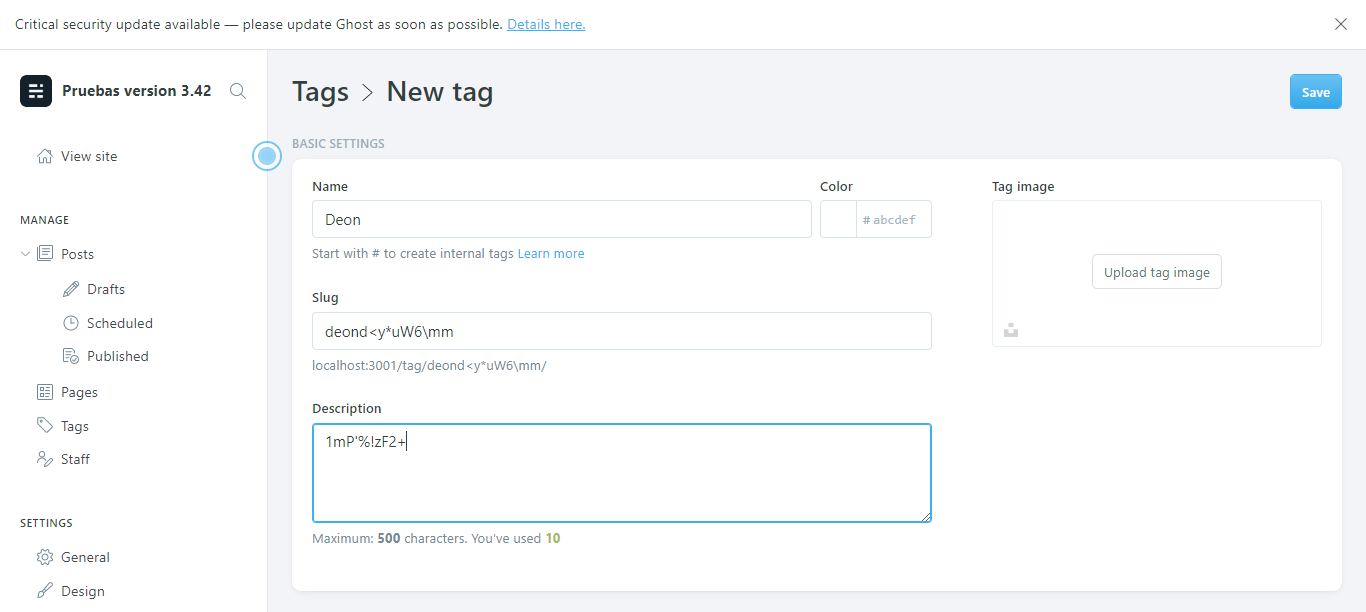 Critical security update available — please update Ghost as soon as possible. Details here.
Pruebas version 3.42
View site
MANAGE
Posts
Drafts
Scheduled
Published
Pages
Tags
Staff
SETTINGS
General
Design
Tags > New tag
Save
BASIC SETTINGS
Name
Deon
Start with # to create internal tags Learn more
Color
# abcdef
Slug
deond<y*uW6\mm
localhost:3001/tag/deond<y*uW6\mm/
Description
1mP'%!zF2+
Maximum: 500 characters. You've used 10
Tag image
Upload tag image